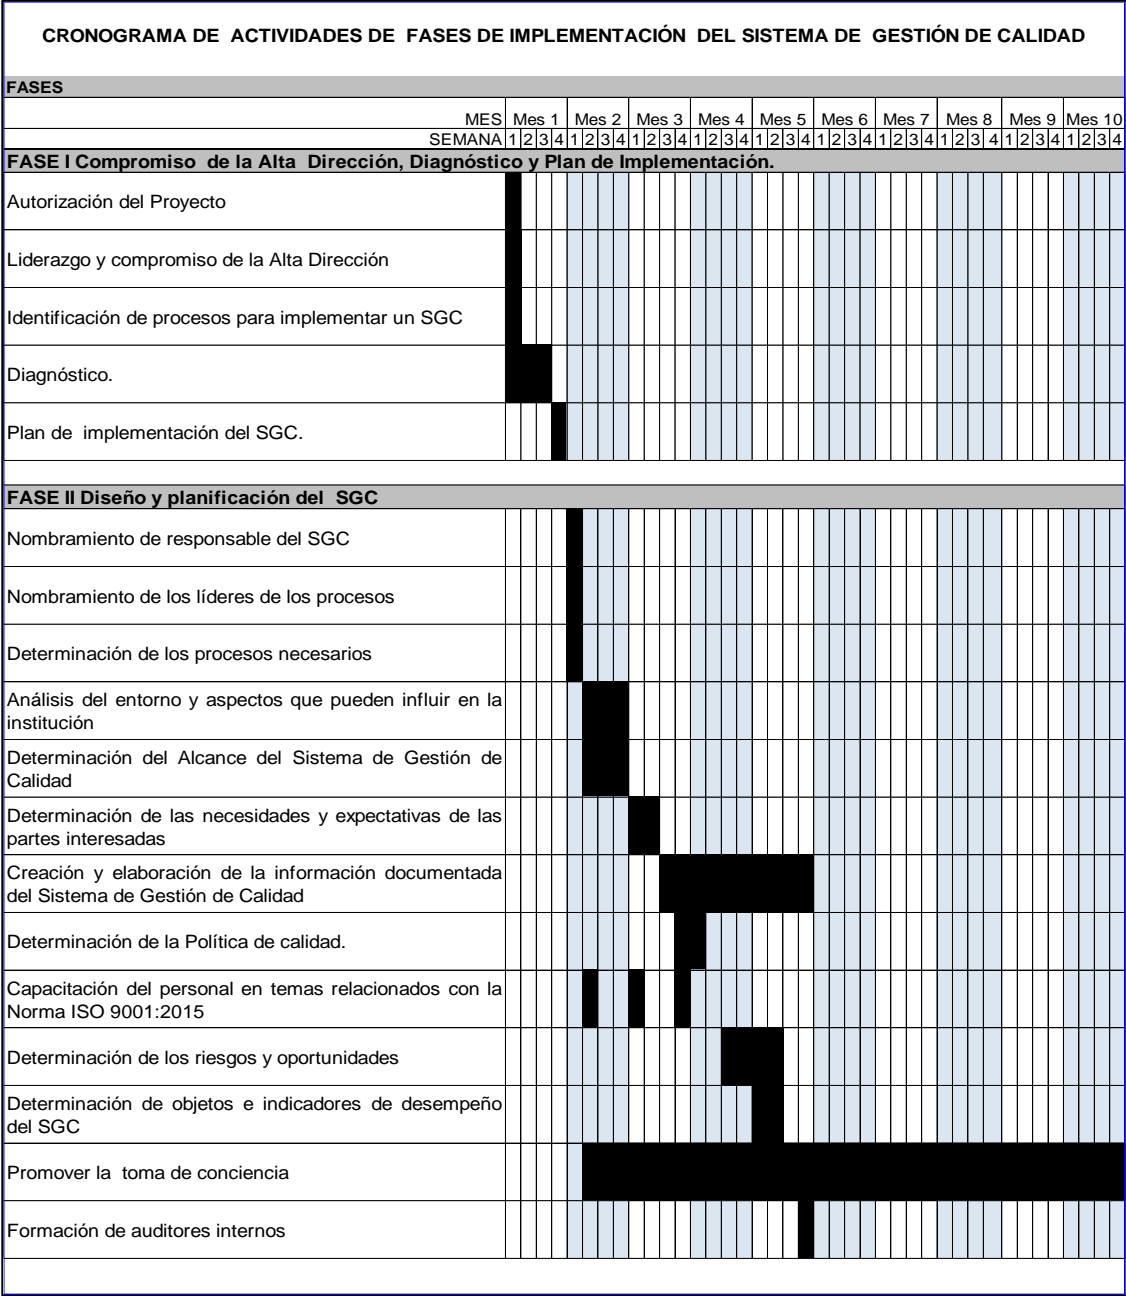 CRONOGRAMA DE ACTIVIDADES DE FASES DE IMPLEMENTACIÓN DEL SISTEMA DE GESTIÓN DE CALIDAD
FASES
MES Mes 1 Mes 2 Mes 3 Mes 4 Mes 5 Mes 6 Mes 7 Mes 8 Mes 9 Mes 10
SEMANA 1 2 3 4 1 2 3 4 1 2 3 4 1 2 3 4 1 2 3 4 1 2 3 4 1 2 3 4 1 2 3 4 1 2 3 4 1 2 3 4
FASE I Compromiso de la Alta Dirección, Diagnóstico y Plan de Implementación.
Autorización del Proyecto
Liderazgo y compromiso de la Alta Dirección
Identificación de procesos para implementar un SGC
Diagnóstico.
Plan de implementación del SGC.
FASE II Diseño y planificación del SGC
Nombramiento de responsable del SGC
Nombramiento de los líderes de los procesos
Determinación de los procesos necesarios
Análisis del entorno y aspectos que pueden influir en la
institución
Determinación del Alcance del Sistema de Gestión de
Calidad
Determinación de las necesidades y expectativas de las
partes interesadas
Creación y elaboración de la información documentada
del Sistema de Gestión de Calidad
Determinación de la Política de calidad.
Capacitación del personal en temas relacionados con la
Norma ISO 9001:2015
Determinación de los riesgos y oportunidades
Determinación de objetos e indicadores de desempeño
del SGC
Promover la toma de conciencia
Formación de auditores internos